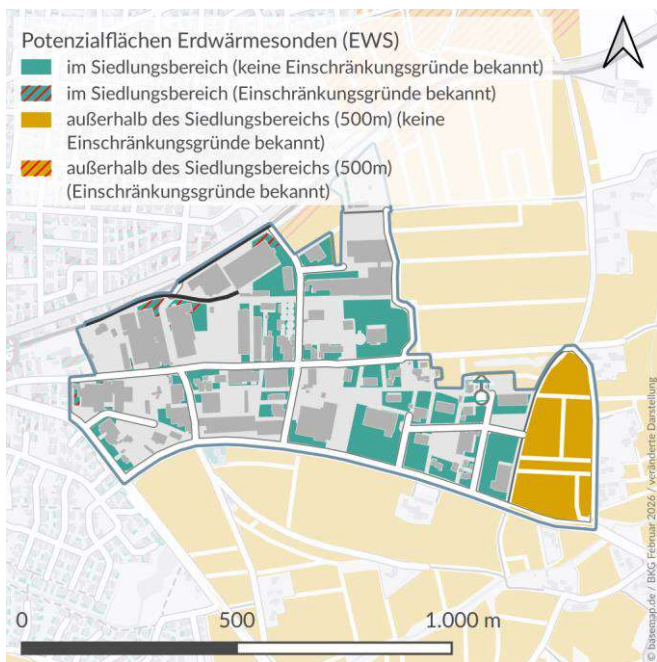 Potenzialflächen Erdwärmesonden (EWS)
im Siedlungsbereich (keine Einschränkungsgründe bekannt)
im Siedlungsbereich (Einschränkungsgründe bekannt)
außerhalb des Siedlungsbereichs (500m) (keine
Einschränkungsgründe bekannt)
außerhalb des Siedlungsbereichs (500m)
(Einschränkungsgründe bekannt)
0
500
1.000 m
© basemap.de / BKG Februar 2026 / veränderte Darstellung